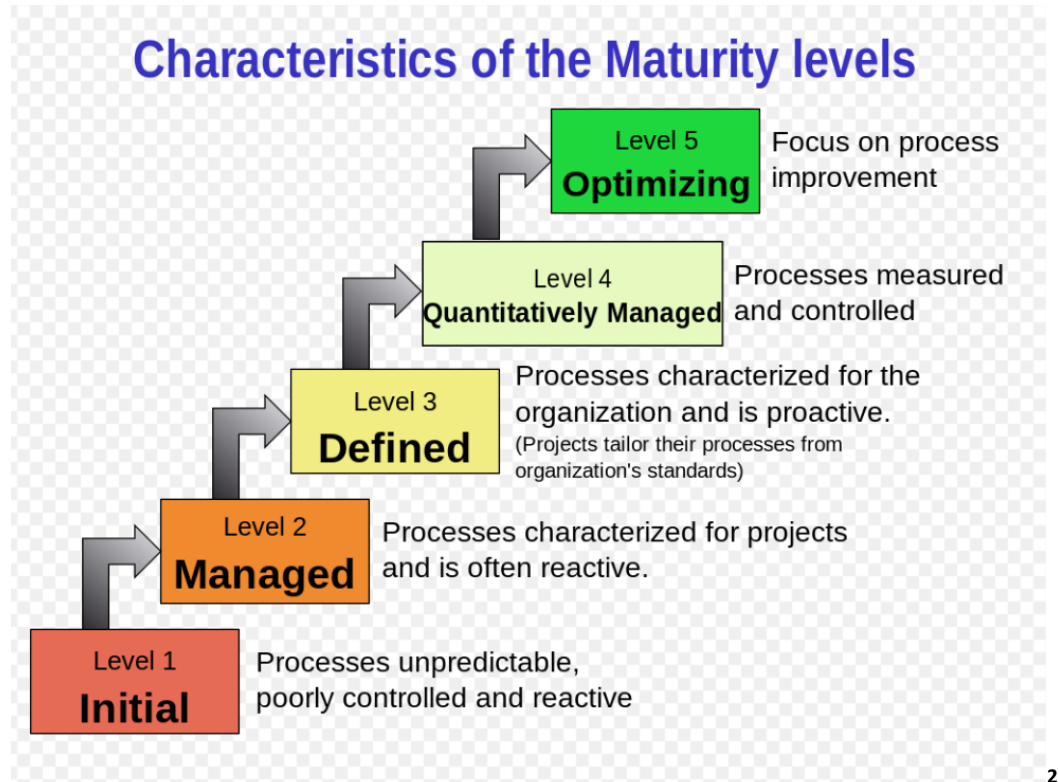 Characteristics of the Maturity levels
Level 5
Optimizing
Focus on process
improvement
Level 4
Quantitatively Managed
Processes measured
and controlled
Level 3
Defined
Processes characterized for the
organization and is proactive.
(Projects tailor their processes from
organization's standards)
Level 2
Managed
Processes characterized for projects
and is often reactive.
Level 1
Initial
Processes unpredictable,
poorly controlled and reactive
2